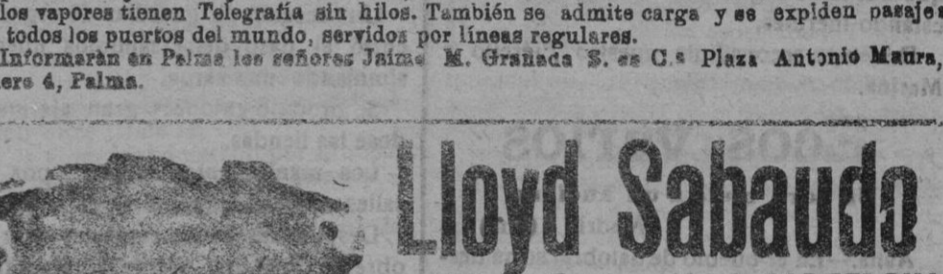 los vapores tienen Telegrafía sin hilos. También se admite carga y se expiden pasajes
todos los puertos del mundo, servidos por líneas regulares.
Informaràn en Palma los señores Jaime M. Granada S. en C.ª Plaza Antonio Maura,
ero 4, Palma.
Lloyd Sabaudo